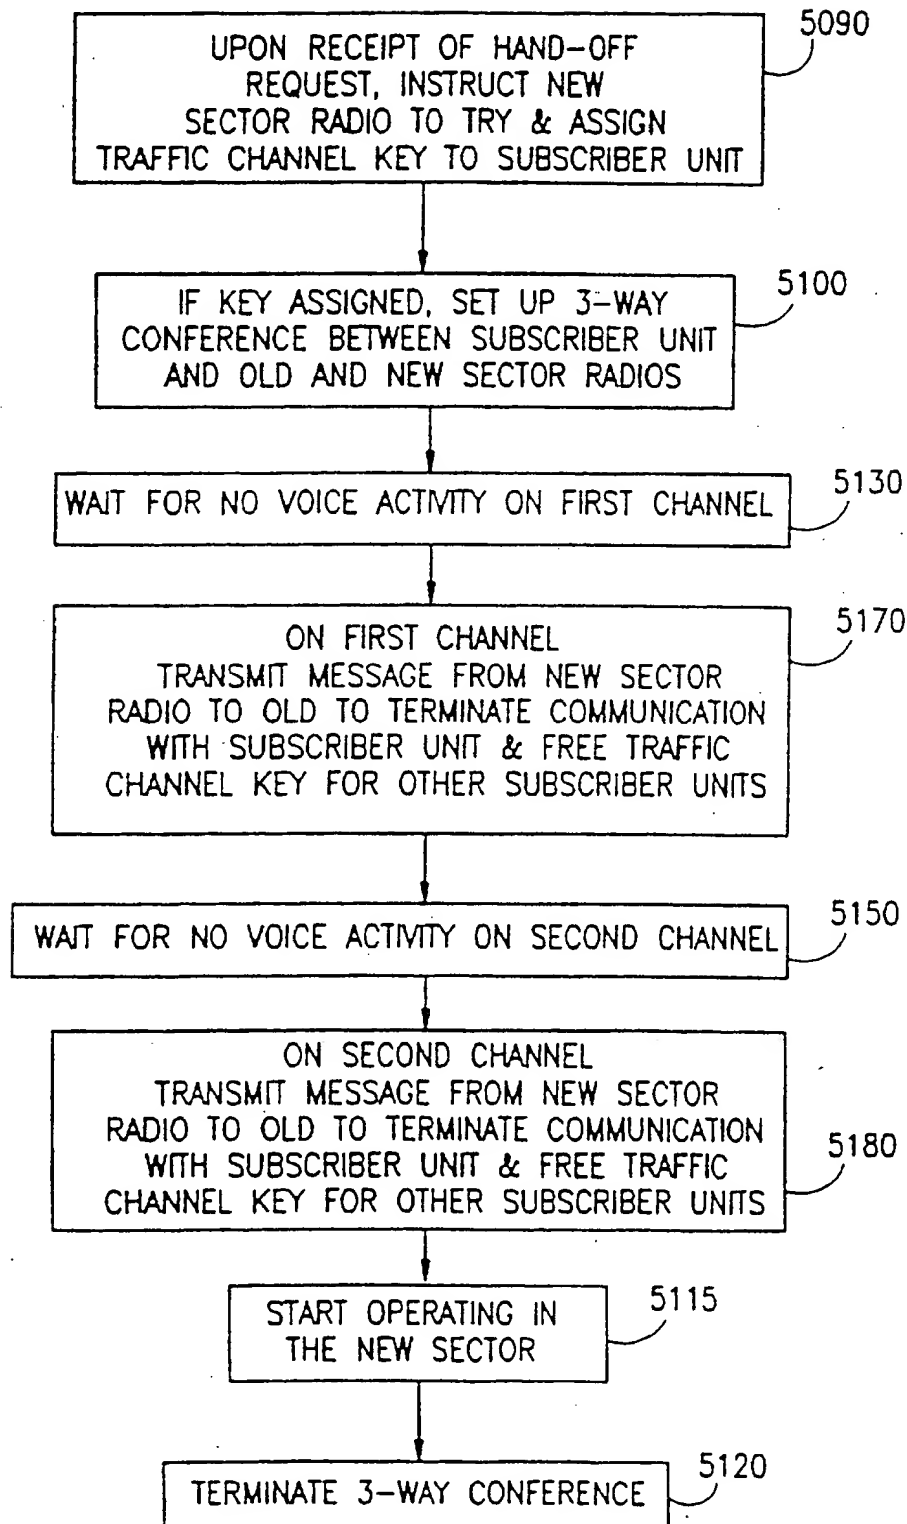 UPON RECEIPT OF HAND-OFF
REQUEST, INSTRUCT NEW
SECTOR RADIO TO TRY & ASSIGN
TRAFFIC CHANNEL KEY TO SUBSCRIBER UNIT
5090
IF KEY ASSIGNED, SET UP 3-WAY
CONFERENCE BETWEEN SUBSCRIBER UNIT
AND OLD AND NEW SECTOR RADIOS
5100
WAIT FOR NO VOICE ACTIVITY ON FIRST CHANNEL
5130
ON FIRST CHANNEL
TRANSMIT MESSAGE FROM NEW SECTOR
RADIO TO OLD TO TERMINATE COMMUNICATION
WITH SUBSCRIBER UNIT & FREE TRAFFIC
CHANNEL KEY FOR OTHER SUBSCRIBER UNITS
5170
WAIT FOR NO VOICE ACTIVITY ON SECOND CHANNEL
5150
ON SECOND CHANNEL
TRANSMIT MESSAGE FROM NEW SECTOR
RADIO TO OLD TO TERMINATE COMMUNICATION
WITH SUBSCRIBER UNIT & FREE TRAFFIC
CHANNEL KEY FOR OTHER SUBSCRIBER UNITS
5180
START OPERATING IN
THE NEW SECTOR
5115
TERMINATE 3-WAY CONFERENCE
5120